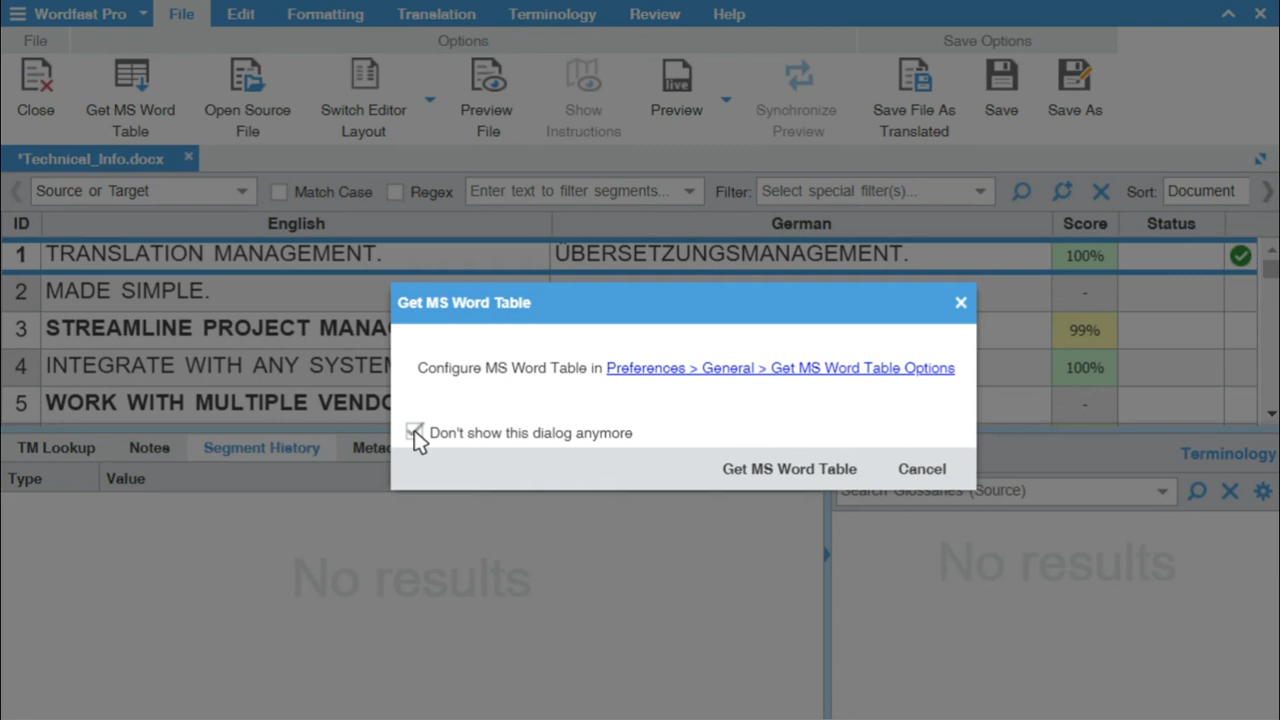 Wordfast Pro File Edit Formatting Translation Terminology Review Help
File Options Save Options
Close Get MS Word Table Open Source File Switch Editor Layout Preview File Show Instructions live Preview Synchronize Preview Save File As Translated Save Save As
*Technical_Info.docx
Source or Target Match Case Regex Enter text to filter segments... Filter: Select special filter(s)... Sort: Document
ID English German Score Status
1 TRANSLATION MANAGEMENT. ÜBERSETZUNGSMANAGEMENT. 100%
2 MADE SIMPLE. -
Get MS Word Table
3 STREAMLINE PROJECT MANA 99%
4 INTEGRATE WITH ANY SYSTEM 100%
Configure MS Word Table in Preferences > General > Get MS Word Table Options
5 WORK WITH MULTIPLE VENDO -
Don't show this dialog anymore
TM Lookup Notes Segment History Terminology
Get MS Word Table Cancel
Type Value
Search Glossaries (Source)
No results No results